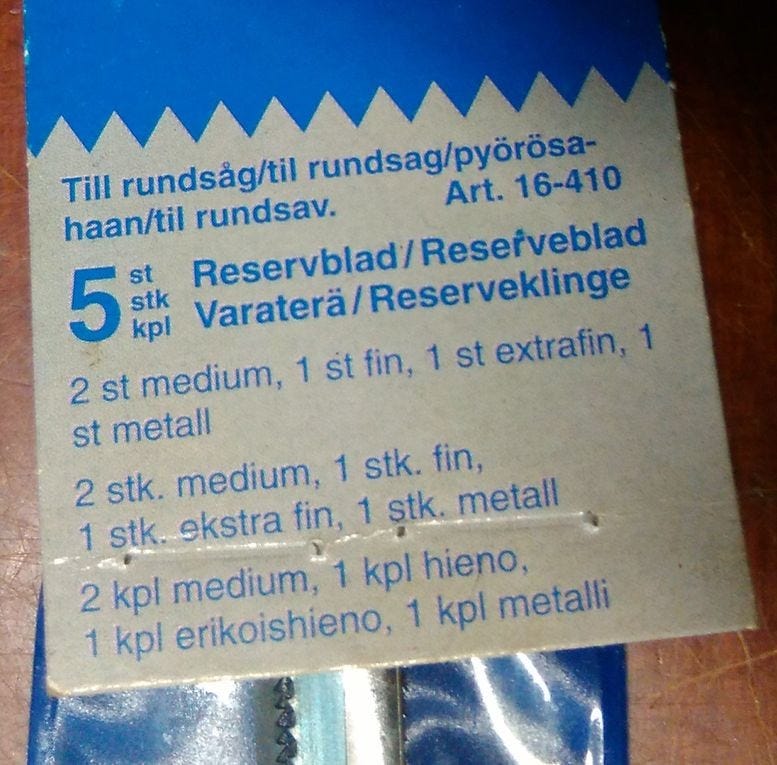 Till rundsåg/til rundsag/pyörösa-
haan/til rundsav. Art. 16-410
5 st stk kpl
Reservblad/Reserveblad
Varaterä/Reserveklinge
2 st medium, 1 st fin, 1 st extrafin, 1
st metall
2 stk. medium, 1 stk. fin,
1 stk. ekstra fin, 1 stk. metall
2 kpl medium, 1 kpl hieno,
1 kpl erikoishieno, 1 kpl metalli